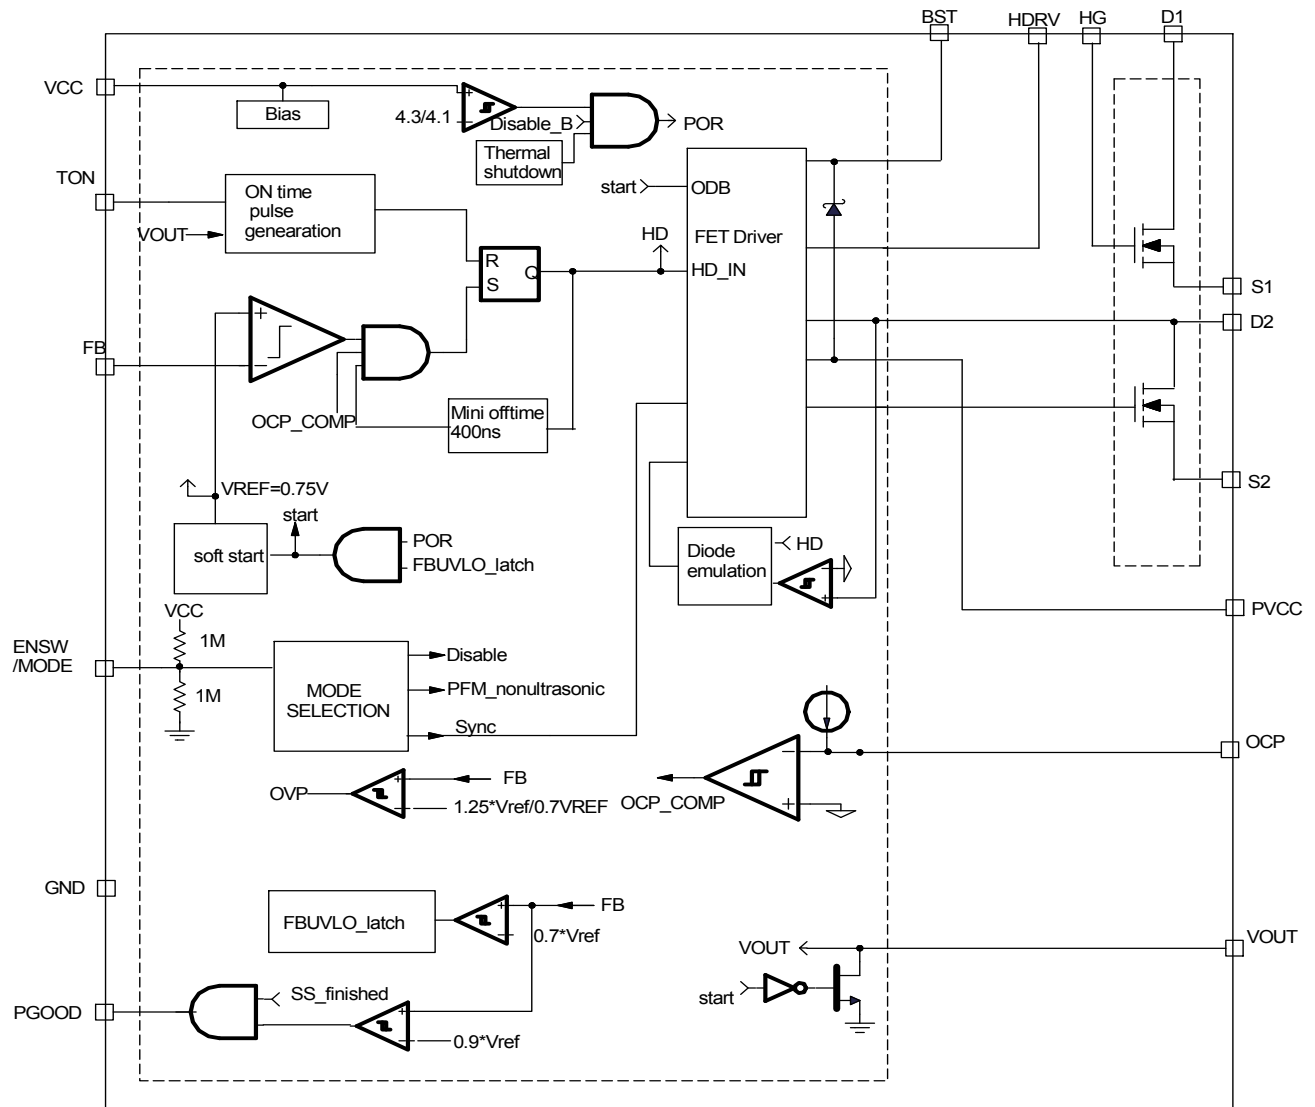 BST
HDRV
HG
D1
VCC
Bias
4.3/4.1
+
Disable_B
POR
Thermal
shutdown
TON
ON time
pulse
genearation
VOUT
start
ODB
HD
FET Driver
HD_IN
R
S
Q
S1
D2
FB
+
−
OCP_COMP
Mini offtime
400ns
VREF=0.75V
start
soft start
POR
FBUVLO_latch
S2
HD
Diode
emulation
−
+
PVCC
VCC
1M
1M
ENSW
/MODE
MODE
SELECTION
Disable
PFM_nonultrasonic
Sync
OCP
−
+
OCP_COMP
OVP
+
−
FB
1.25*Vref/0.7VREF
GND
FBUVLO_latch
+
−
FB
0.7*Vref
VOUT
VOUT
start
PGOOD
SS_finished
+
−
0.9*Vref